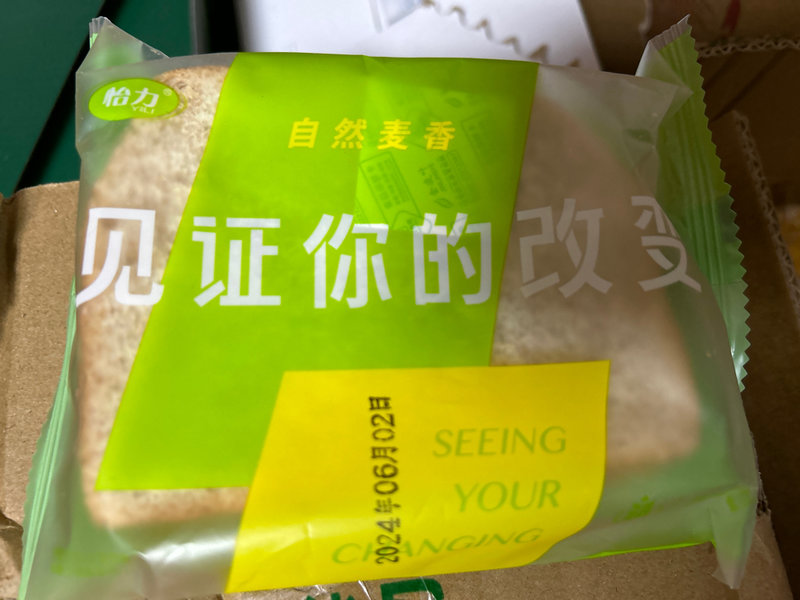 怡力®
YILI
自然麦香
见证你的改变
SEEING
YOUR
CHANGING
2024年06月02日